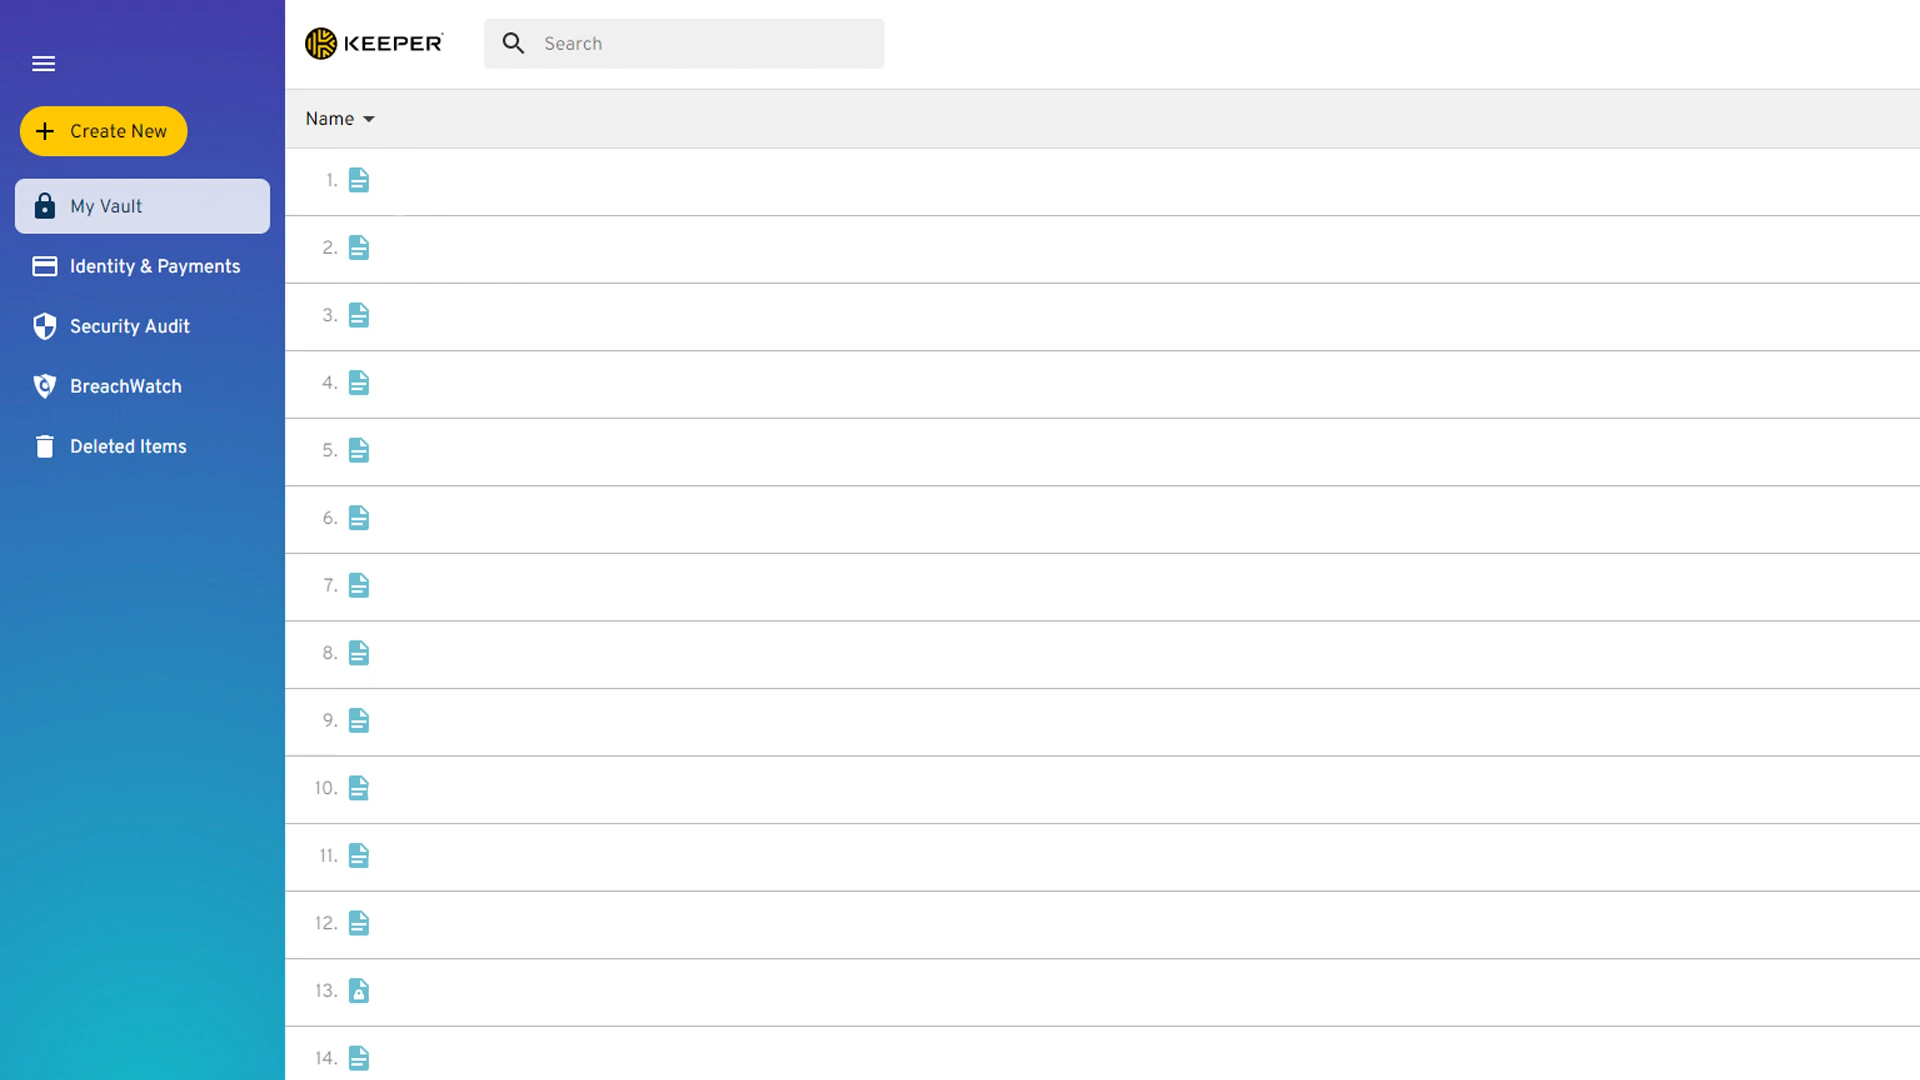 KEEPER
Search
Create New
My Vault
Identity & Payments
Security Audit
BreachWatch
Deleted Items
Name
1.
2.
3.
4.
5.
6.
7.
8.
9.
10.
11.
12.
13.
14.